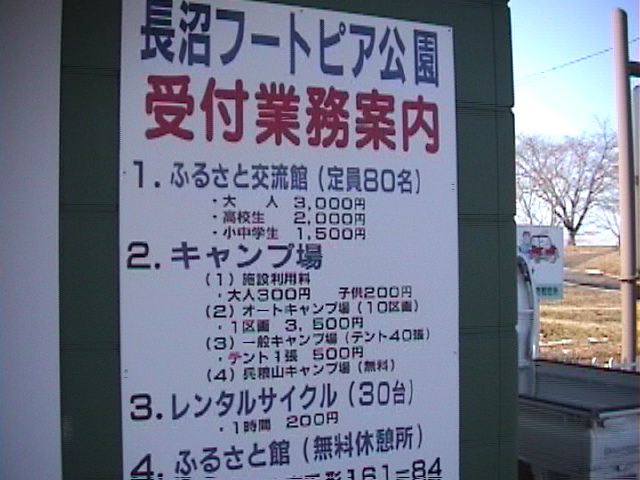 長沼フートピア公園
受付業務案内
1. ふるさと交流館 (定員80名)
・大 人 3,000円
・高校生 2,000円
・小中学生 1,500円
2. キャンプ場
(1) 施設利用料
・大人300円 子供200円
(2) オートキャンプ場 (10区画)
・1区画 3,500円
(3) 一般キャンプ場 (テント40張)
・テント1張 500円
(4) 兵粮山キャンプ場 (無料)
3. レンタルサイクル (30台)
・1時間 200円
4. ふるさと館 (無料休憩所)
161-84